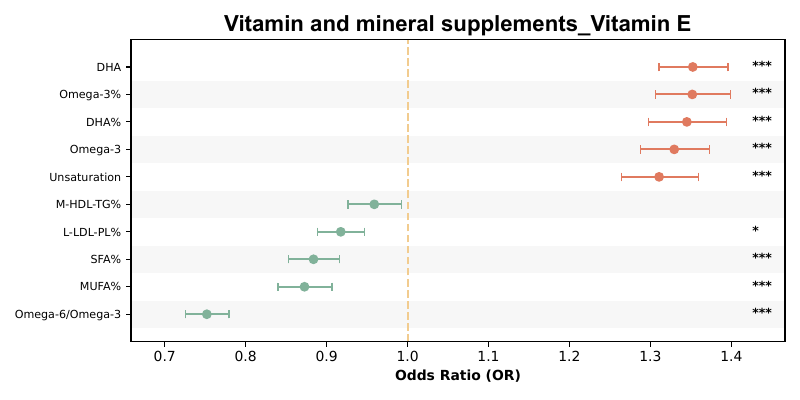 Vitamin and mineral supplements_Vitamin E
DHA ***
Omega-3% ***
DHA% ***
Omega-3 ***
Unsaturation ***
M-HDL-TG%
L-LDL-PL% *
SFA% ***
MUFA% ***
Omega-6/Omega-3 ***
0.7 0.8 0.9 1.0 1.1 1.2 1.3 1.4
Odds Ratio (OR)